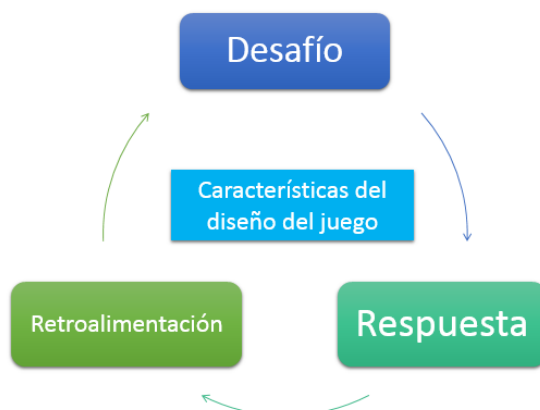 Desafío
Características del
diseño del juego
Retroalimentación
Respuesta